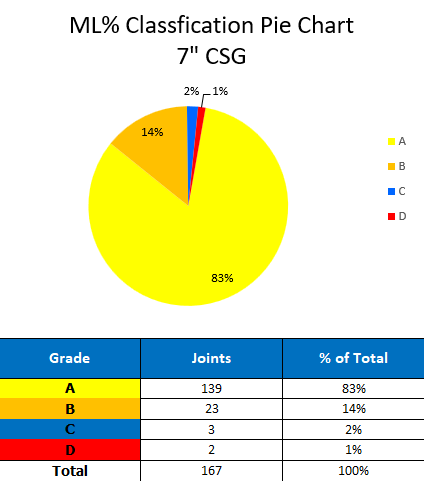 ML% Classfication Pie Chart
7" CSG
2% 1%
14%
83%
A
B
C
D
Grade Joints % of Total
A 139 83%
B 23 14%
C 3 2%
D 2 1%
Total 167 100%